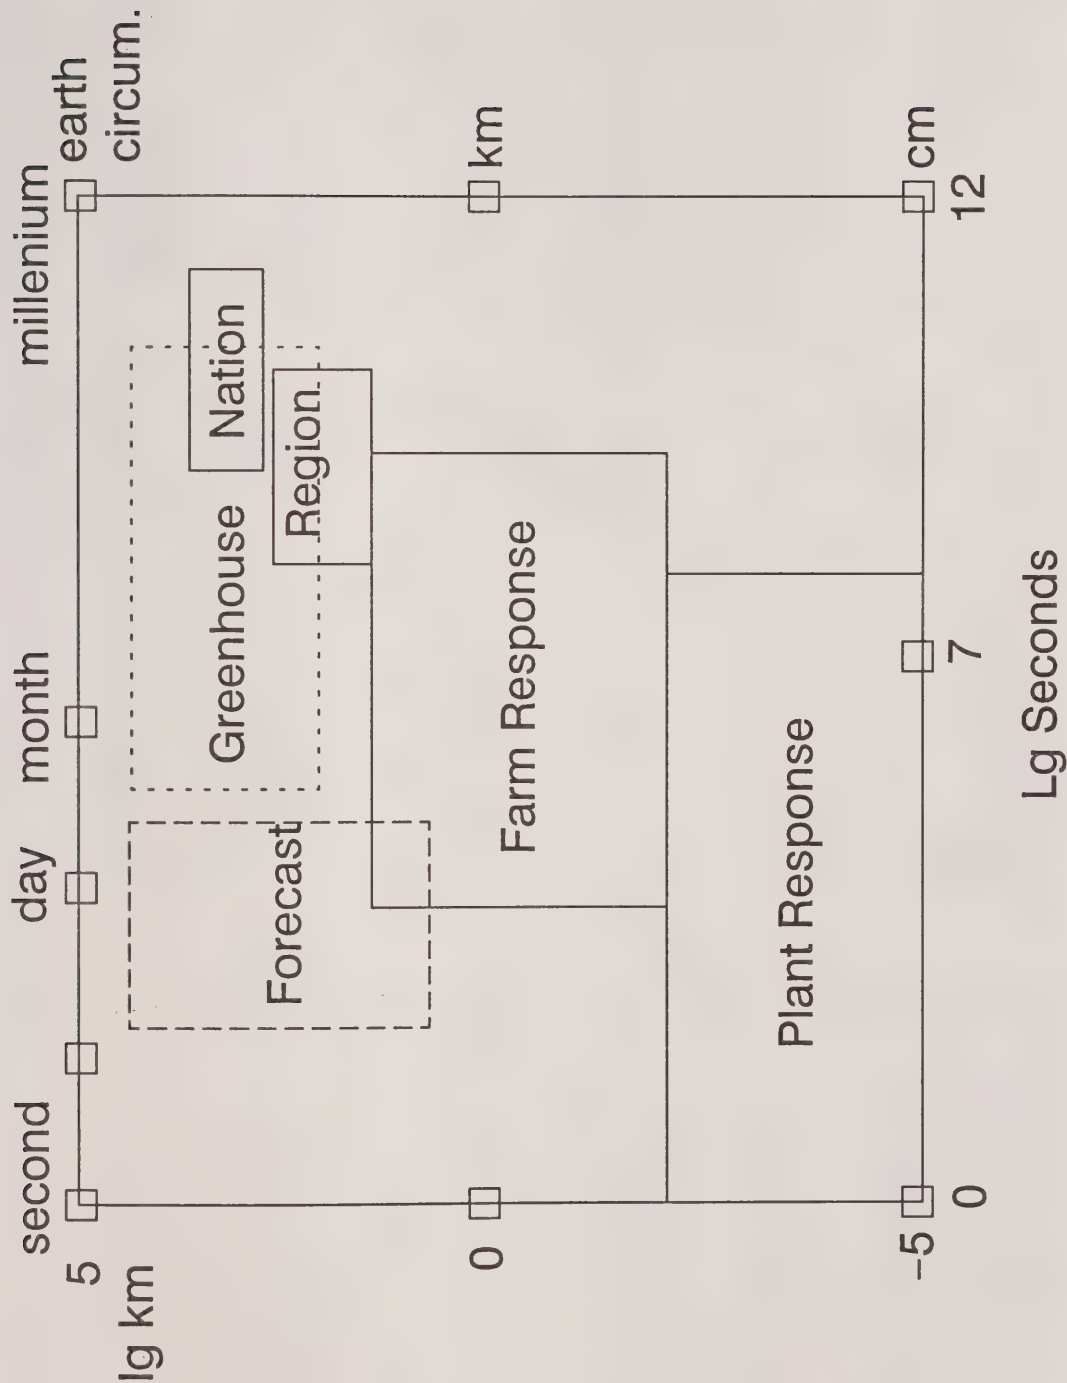 second day month millenium
5 earth
lg km circum.
Nation
Greenhouse
Region
Forecast
0 km
Farm Response
Plant Response
-5 cm
0 7 12
Lg Seconds